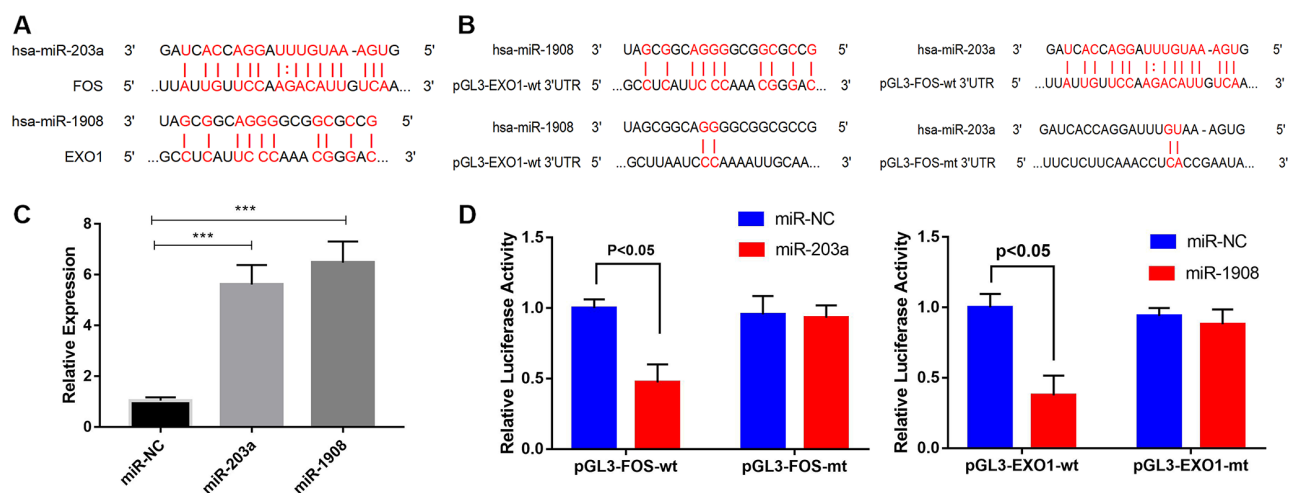 A
hsa-miR-203a 3' GAUCACCAGGAUUUGUAA -AGUG 5'
FOS 5' ...UUAUUGUUCCAAGACAUUGUCAA... 3'
hsa-miR-1908 3' UAGCGGCAGGGGCGGCGCCG 5'
EXO1 5' ...GCCUCAUUCCCAAACGGGAC... 3'
B
hsa-miR-1908 3' UAGCGGCAGGGGCGGCGCCG 5'
pGL3-EXO1-wt 3'UTR 5' ...GCCUCAUUCCCAAACGGGAC... 3'
hsa-miR-1908 3' UAGCGGCAGGGGCGGCGCCG 5'
pGL3-EXO1-wt 3'UTR 5' ...GCUUAAUCCCAAAAUUGCAA... 3'
hsa-miR-203a 3' GAUCACCAGGAUUUGUAA -AGUG 5'
pGL3-FOS-wt 3'UTR 5' ...UUAUUGUUCCAAGACAUUGUCAA... 3'
hsa-miR-203a 3' GAUCACCAGGAUUUGUAA - AGUG 5'
pGL3-FOS-mt 3'UTR 5' ...UUCUCUUCAAACCUCACCGAAUA... 3'
C
Relative Expression
8
6
4
2
0
***
***
miR-NC
miR-203a
miR-1908
D
Relative Luciferase Activity
1.5
1.0
0.5
0.0
miR-NC
miR-203a
P<0.05
pGL3-FOS-wt
pGL3-FOS-mt
Relative Luciferase Activity
1.5
1.0
0.5
0.0
miR-NC
miR-1908
p<0.05
pGL3-EXO1-wt
pGL3-EXO1-mt